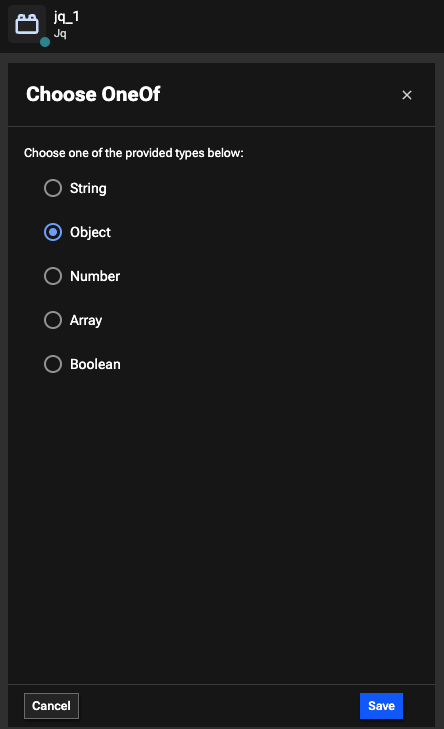 jq_1
Jq
Choose OneOf
Choose one of the provided types below:
String
Object
Number
Array
Boolean
Cancel
Save